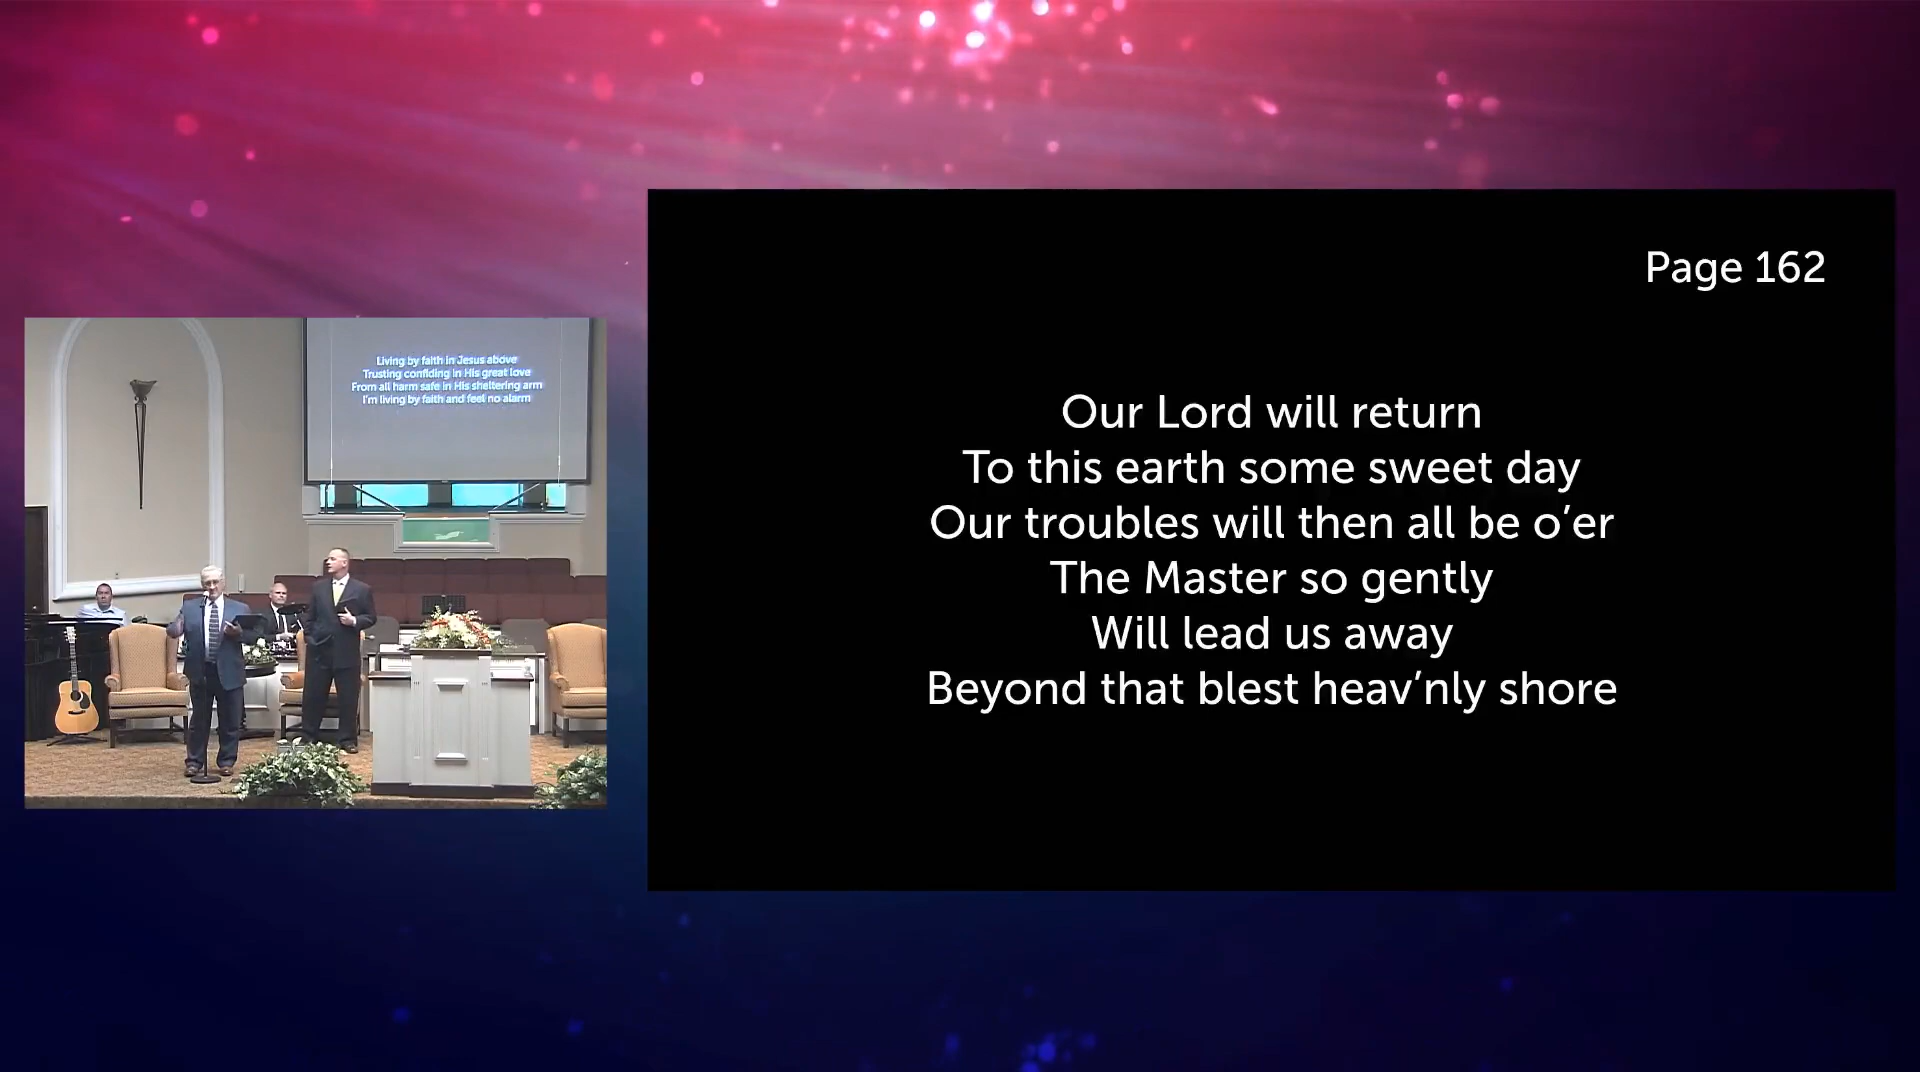 Living by faith in Jesus above
Trusting confiding in His great love
From all harm safe in His sheltering arm
I'm living by faith and feel no alarm
Page 162
Our Lord will return
To this earth some sweet day
Our troubles will then all be o’er
The Master so gently
Will lead us away
Beyond that blest heav’nly shore